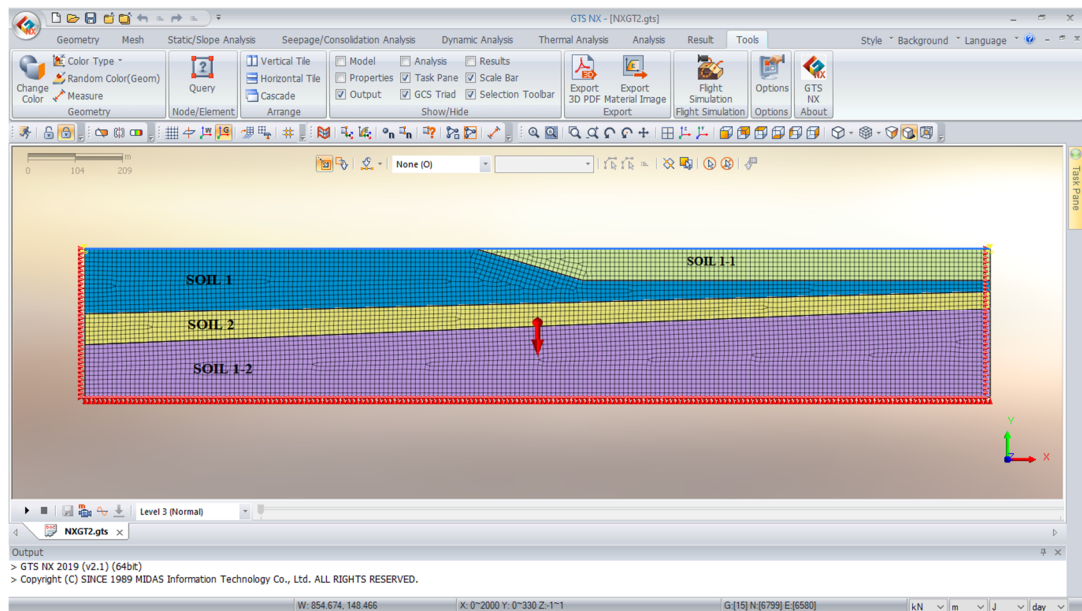 GTS NX - [NXGT2.gts]
Geometry Mesh Static/Slope Analysis Seepage/Consolidation Analysis Dynamic Analysis Thermal Analysis Analysis Result Tools Style Background Language
Change Color
Color Type
Random Color(Geom)
Measure
Geometry
Query
Node/Element
Vertical Tile
Horizontal Tile
Cascade
Arrange
Model Analysis Results
Properties Task Pane Scale Bar
Output GCS Triad Selection Toolbar
Show/Hide
Export 3D PDF
Export Material Image
Export
Flight Simulation
Flight Simulation
Options
Options
GTS NX
About
m
0 104 209
None (O)
Task Pane
SOIL 1
SOIL 1-1
SOIL 2
SOIL 1-2
Y
Z
X
Level 3 (Normal)
NXGT2.gts
Output
> GTS NX 2019 (v2.1) (64bit)
> Copyright (C) SINCE 1989 MIDAS Information Technology Co., Ltd. ALL RIGHTS RESERVED.
W: 854.674, 148.466 X: 0~2000 Y: 0~330 Z:-1~1 G:[15] N:[6799] E:[6580] kN m J day